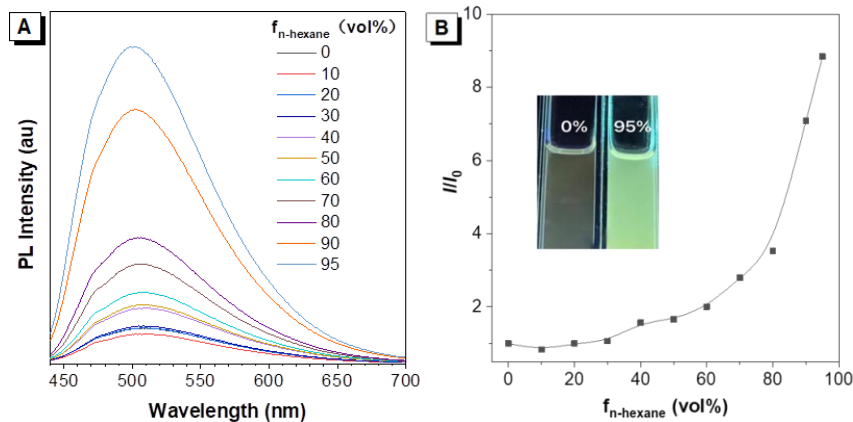 A
f n-hexane (vol%)
0
10
20
30
40
50
60
70
80
90
95
PL Intensity (au)
450 500 550 600 650 700
Wavelength (nm)
B
10
8
6
4
2
I/I0
0% 95%
0 20 40 60 80 100
f n-hexane (vol%)